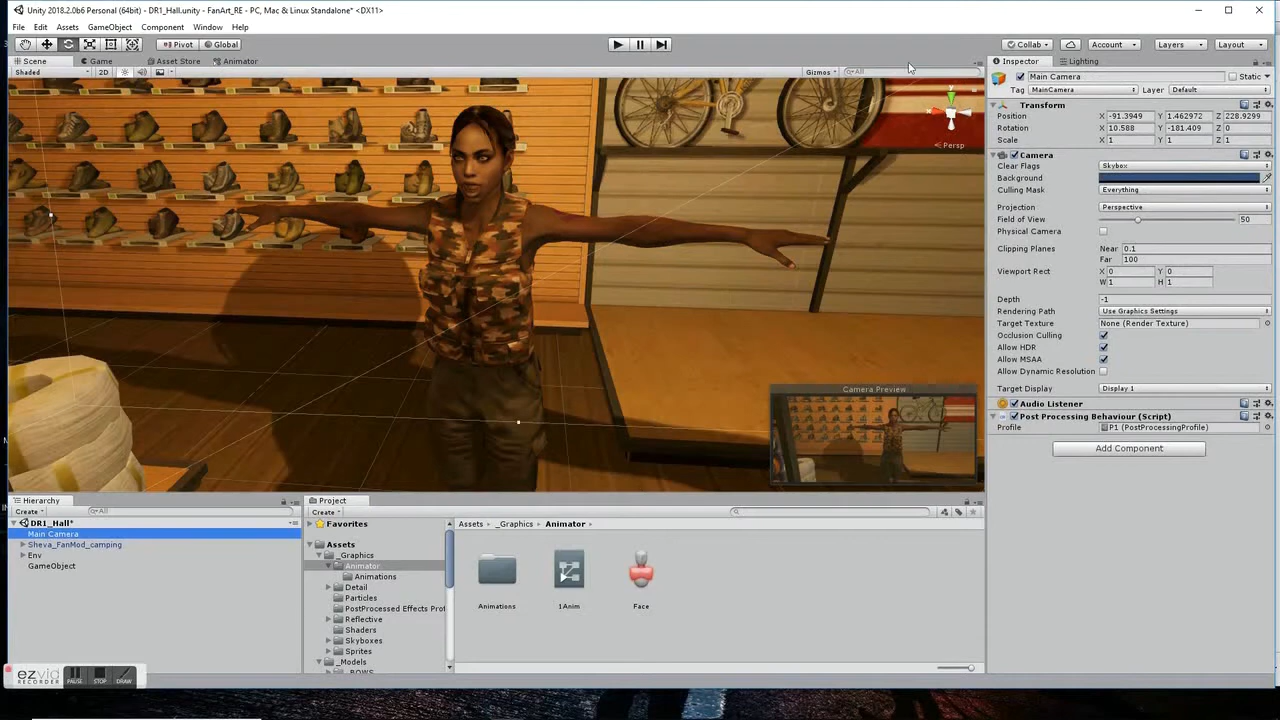 Unity 2018.2.0b6 Personal (64bit) - DR1_Hall.unity - FanArt_RE - PC, Mac & Linux Standalone* <DX11>
File Edit Assets GameObject Component Window Help
Pivot Global Collab Account Layers Layout
Scene Game Asset Store Animator
Shaded 2D Gizmos All
Persp
Camera Preview
Inspector Lighting
Main Camera Static
Tag MainCamera Layer Default
Transform
Position X -91.3949 Y 1.462972 Z 228.9299
Rotation X 10.588 Y -181.409 Z 0
Scale X 1 Y 1 Z 1
Camera
Clear Flags Skybox
Background
Culling Mask Everything
Projection Perspective
Field of View 50
Physical Camera
Clipping Planes Near 0.1
Far 100
Viewport Rect X 0 Y 0
W 1 H 1
Depth -1
Rendering Path Use Graphics Settings
Target Texture None (Render Texture)
Occlusion Culling
Allow HDR
Allow MSAA
Allow Dynamic Resolution
Target Display Display 1
Audio Listener
Post Processing Behaviour (Script)
Profile P1 (PostProcessingProfile)
Add Component
Hierarchy
Create All
DR1_Hall*
Main Camera
Sheva_FanMod_camping
Env
GameObject
Project
Create
Favorites
Assets
_Graphics
Animator
Animations
Detail
Particles
PostProcessed Effects Prof
Reflective
Shaders
Skyboxes
Sprites
_Models
Assets _Graphics Animator
Animations 1Anim Face
ezvid
RECORDER
PAUSE STOP DRAW